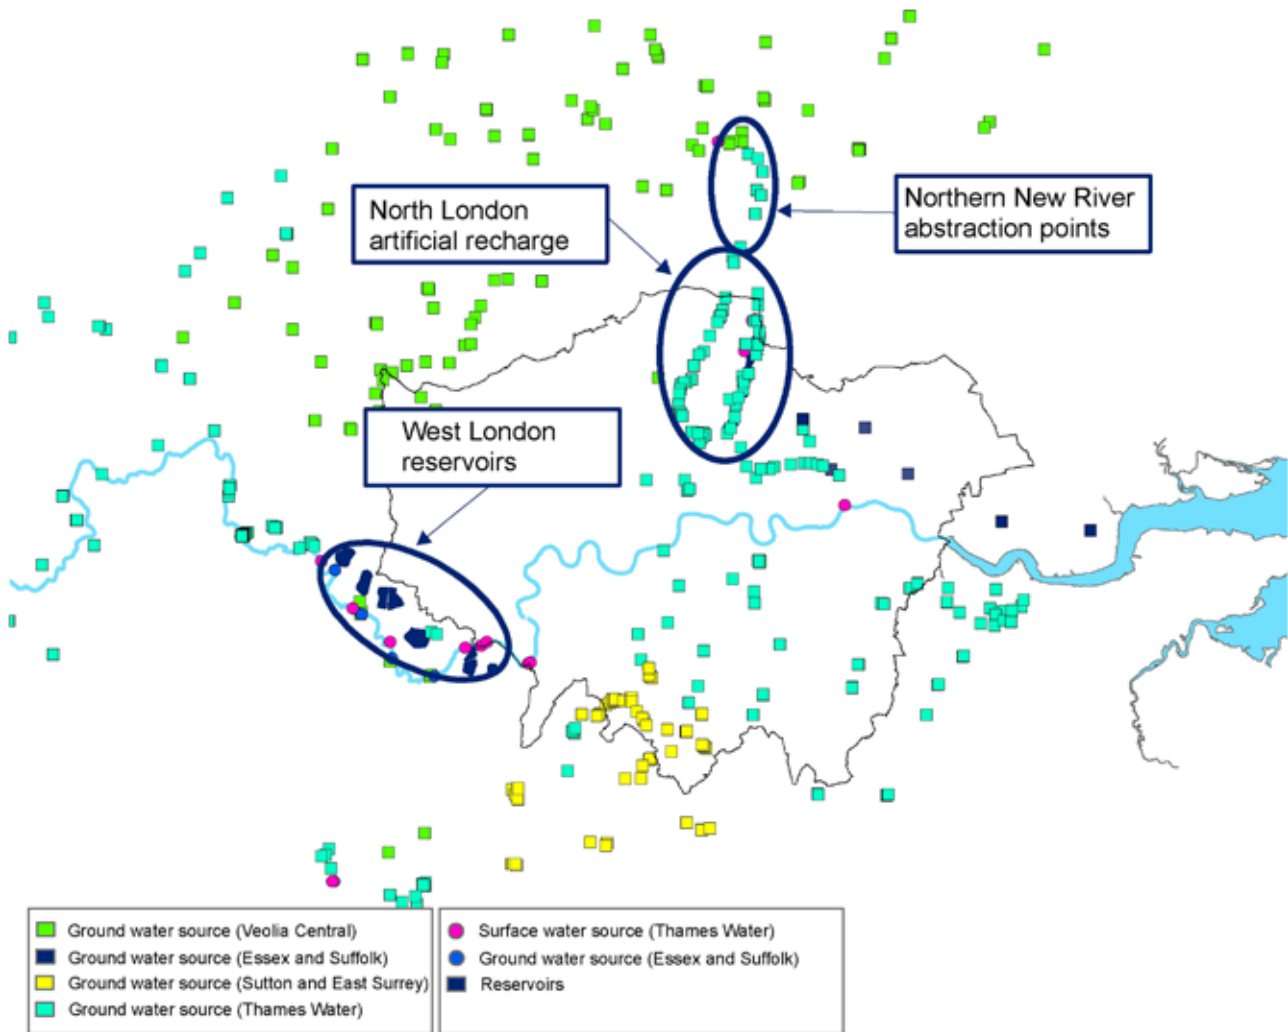 North London
artificial recharge
Northern New River
abstraction points
West London
reservoirs
Ground water source (Veolia Central)
Ground water source (Essex and Suffolk)
Ground water source (Sutton and East Surrey)
Ground water source (Thames Water)
Surface water source (Thames Water)
Ground water source (Essex and Suffolk)
Reservoirs